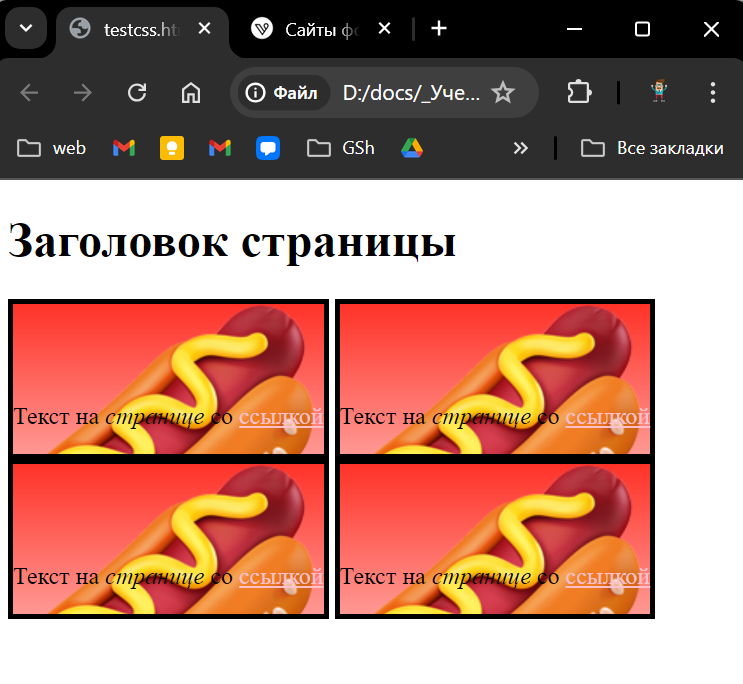 testcss.ht
Сайты фо
Файл
D:/docs/_Уче...
web
GSh
Все закладки
Заголовок страницы
Текст на странице со ссылкой
Текст на странице со ссылкой
Текст на странице со ссылкой
Текст на странице со ссылкой